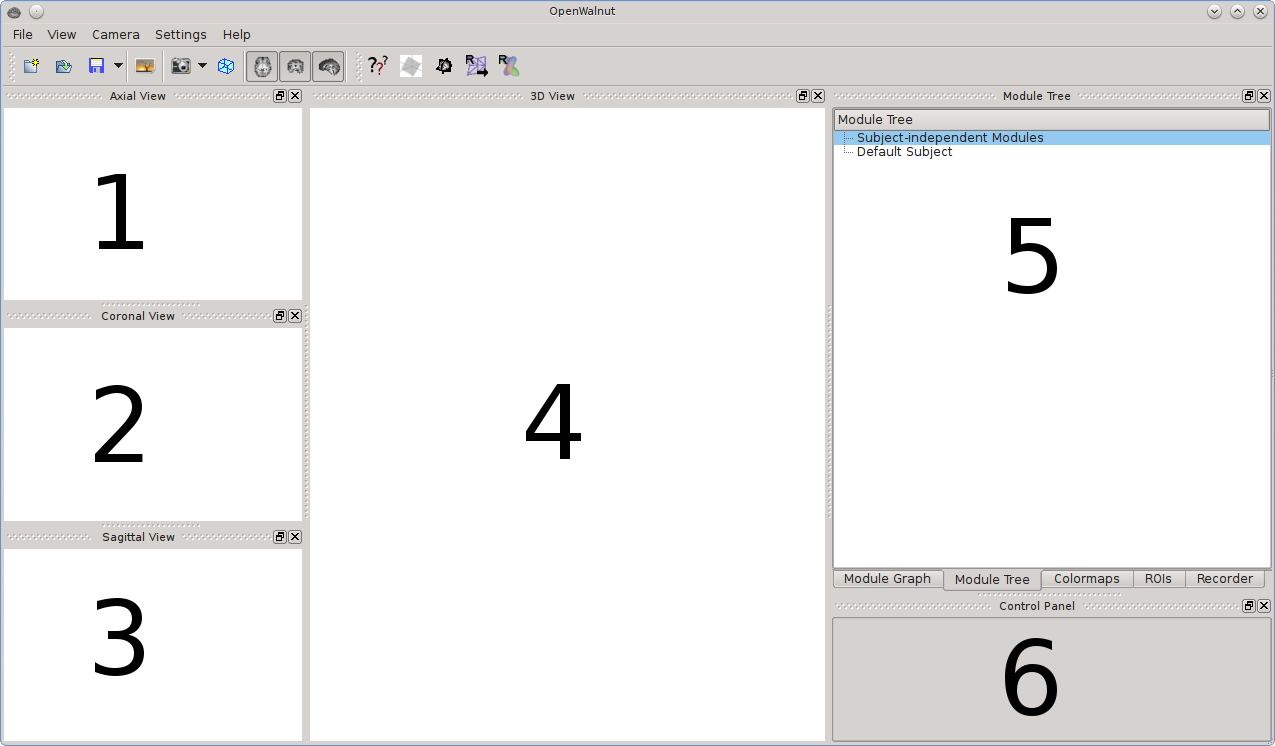 OpenWalnut
File View Camera Settings Help
??? R R
Axial View
3D View
Module Tree
1
Coronal View
2
Sagittal View
3
4
Module Tree
Subject-independent Modules
Default Subject
5
Module Graph Module Tree Colormaps ROIs Recorder
Control Panel
6